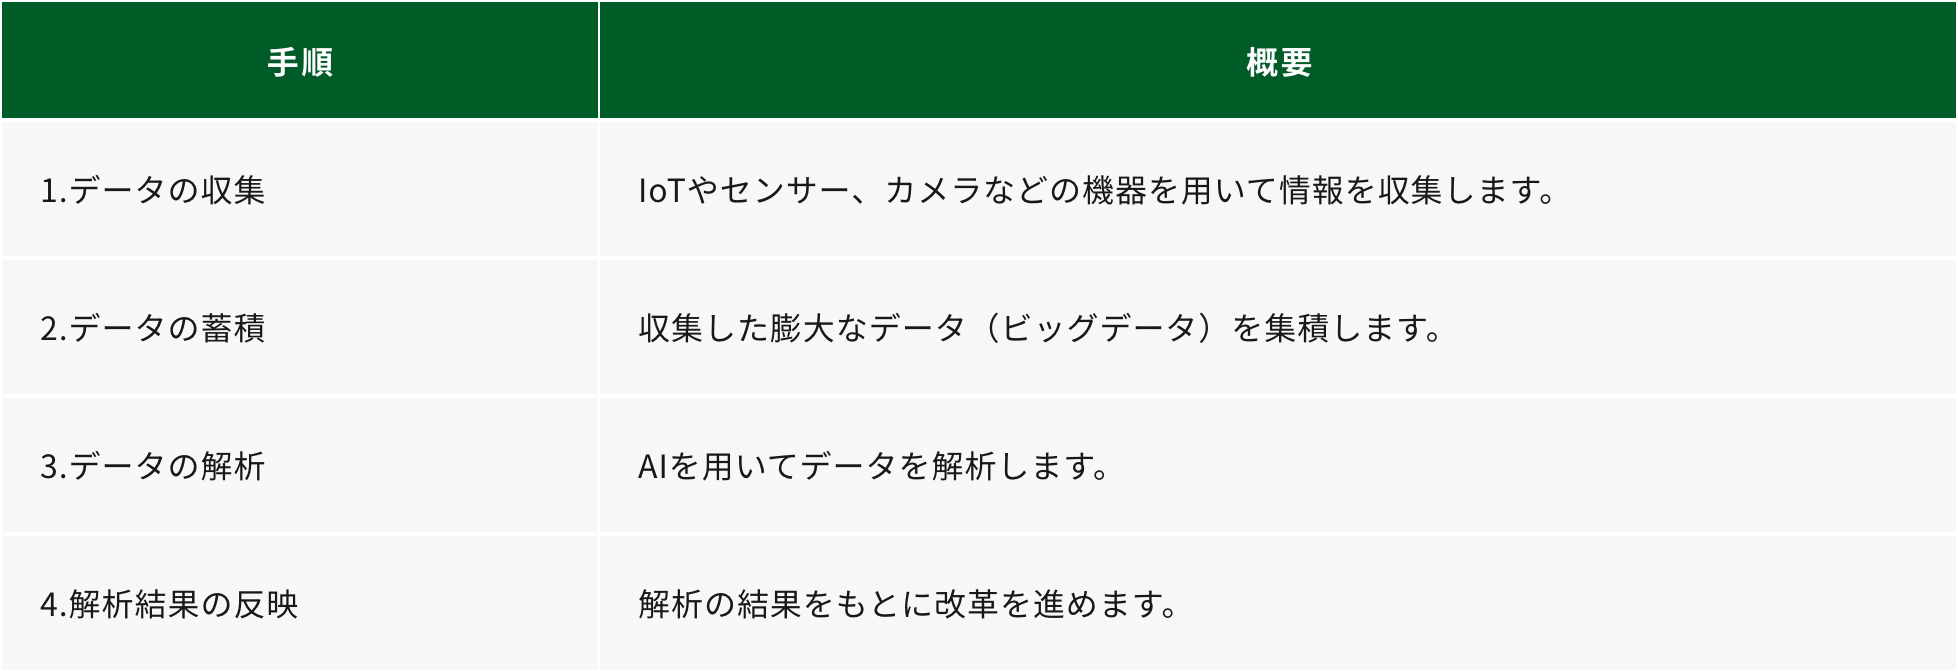 手順
概要
1.データの収集
IoTやセンサー、カメラなどの機器を用いて情報を収集します。
2.データの蓄積
収集した膨大なデータ（ビッグデータ）を集積します。
3.データの解析
AIを用いてデータを解析します。
4.解析結果の反映
解析の結果をもとに改革を進めます。